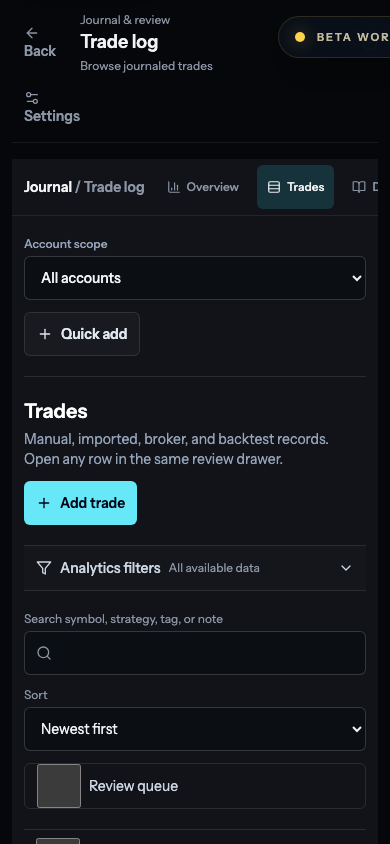 Journal & review
Back
Trade log
Browse journaled trades
BETA WOR
Settings
Journal / Trade log
Overview
Trades
Account scope
All accounts
Quick add
Trades
Manual, imported, broker, and backtest records.
Open any row in the same review drawer.
Add trade
Analytics filters All available data
Search symbol, strategy, tag, or note
Sort
Newest first
Review queue